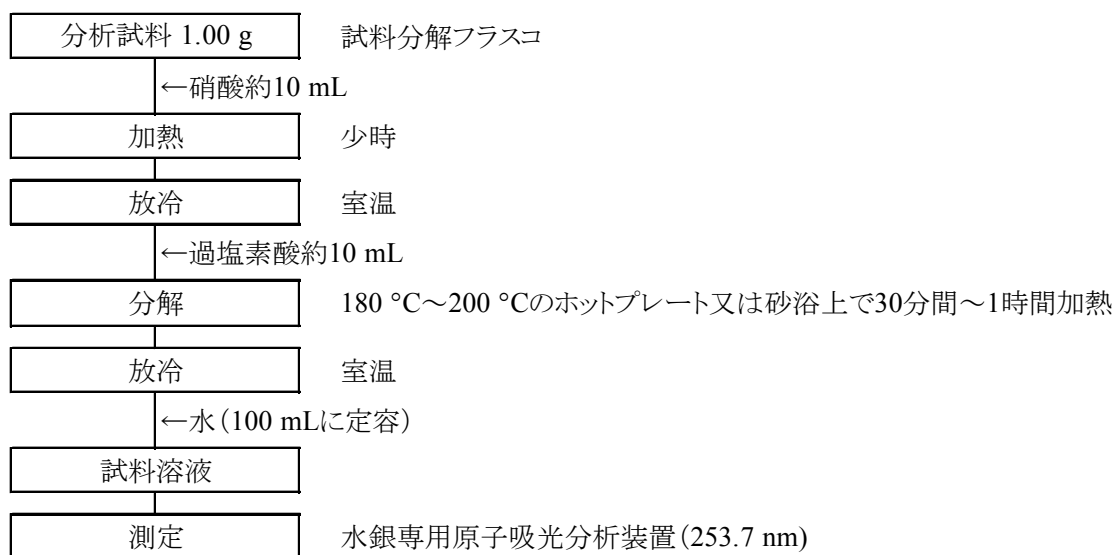 分析試料 1.00 g 試料分解フラスコ
←硝酸約10 mL
加熱 少時
放冷 室温
←過塩素酸約10 mL
分解 180 °C~200 °Cのホットプレート又は砂浴上で30分間~1時間加熱
放冷 室温
←水(100 mLに定容)
試料溶液
測定 水銀専用原子吸光分析装置(253.7 nm)